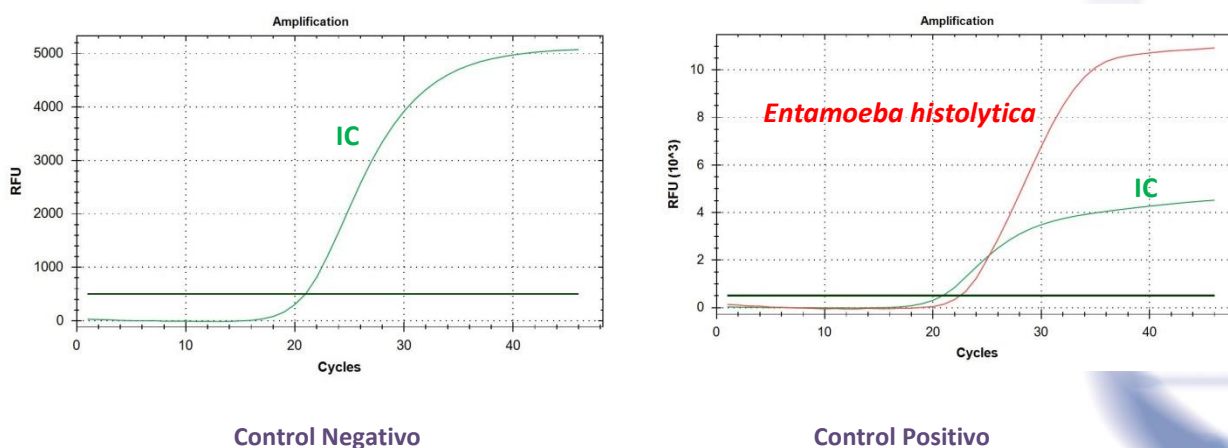 Amplification
5000
4000
3000
2000
1000
0
RFU
IC
0 10 20 30 40
Cycles
Control Negativo
Amplification
10
8
6
4
2
0
RFU (10^3)
Entamoeba histolytica
IC
0 10 20 30 40
Cycles
Control Positivo